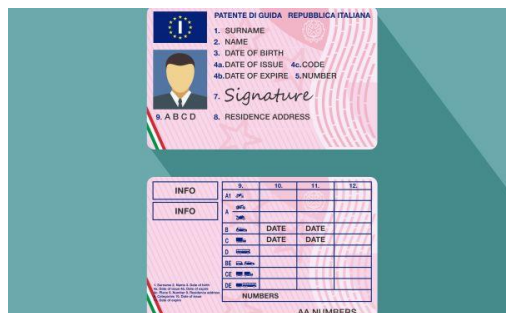 PATENTE DI GUIDA REPUBBLICA ITALIANA
I
1. SURNAME
2. NAME
3. DATE OF BIRTH
4a.DATE OF ISSUE 4c.CODE
4b.DATE OF EXPIRE 5.NUMBER
7. Signature
9. A B C D 8. RESIDENCE ADDRESS
INFO
INFO
9. 10. 11. 12.
A1
A
B DATE DATE
C DATE DATE
D
BE
CE
DE
NUMBERS
AA NUMBERS